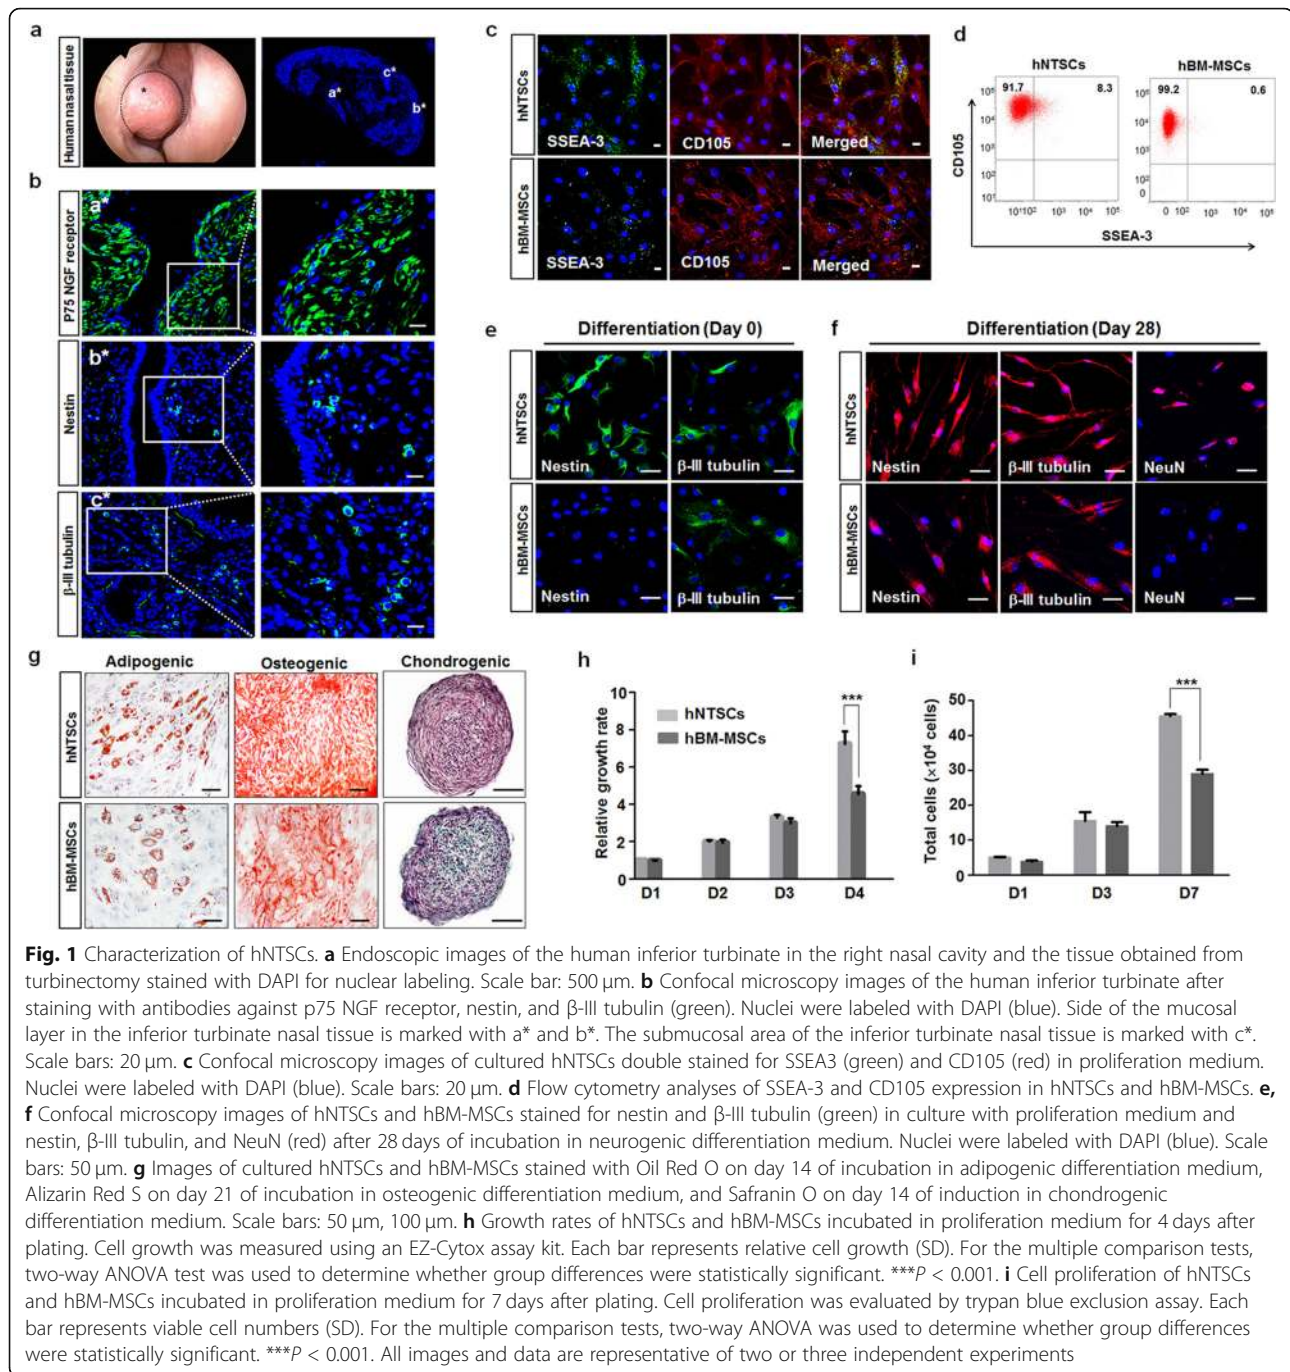 a
Human nasal tissue
*
a*
b*
c*
b
P75 NGF receptor
a*
Nestin
b*
β-III tubulin
c*
c
hNTSCs
SSEA-3
CD105
Merged
hBM-MSCs
SSEA-3
CD105
Merged
d
hNTSCs
hBM-MSCs
91.7
8.3
99.2
0.6
CD105
10⁵
10⁴
10³
10²
10¹
10¹10²
10³
10⁴
10⁵
10⁵
10⁴
10³
10²
0
0 10²
10³
10⁴
10⁶
SSEA-3
e
Differentiation (Day 0)
hNTSCs
Nestin
β-III tubulin
hBM-MSCs
Nestin
β-III tubulin
f
Differentiation (Day 28)
hNTSCs
Nestin
β-III tubulin
NeuN
hBM-MSCs
Nestin
β-III tubulin
NeuN
g
Adipogenic
Osteogenic
Chondrogenic
hNTSCs
hBM-MSCs
h
Relative growth rate
10
8
6
4
2
0
hNTSCs
hBM-MSCs
***
D1
D2
D3
D4
i
Total cells (×10⁴ cells)
50
40
30
20
10
0
***
D1
D3
D7
Fig. 1 Characterization of hNTSCs. a Endoscopic images of the human inferior turbinate in the right nasal cavity and the tissue obtained from
turbinectomy stained with DAPI for nuclear labeling. Scale bar: 500 μm. b Confocal microscopy images of the human inferior turbinate after
staining with antibodies against p75 NGF receptor, nestin, and β-III tubulin (green). Nuclei were labeled with DAPI (blue). Side of the mucosal
layer in the inferior turbinate nasal tissue is marked with a* and b*. The submucosal area of the inferior turbinate nasal tissue is marked with c*.
Scale bars: 20 μm. c Confocal microscopy images of cultured hNTSCs double stained for SSEA3 (green) and CD105 (red) in proliferation medium.
Nuclei were labeled with DAPI (blue). Scale bars: 20 μm. d Flow cytometry analyses of SSEA-3 and CD105 expression in hNTSCs and hBM-MSCs. e,
f Confocal microscopy images of hNTSCs and hBM-MSCs stained for nestin and β-III tubulin (green) in culture with proliferation medium and
nestin, β-III tubulin, and NeuN (red) after 28 days of incubation in neurogenic differentiation medium. Nuclei were labeled with DAPI (blue). Scale
bars: 50 μm. g Images of cultured hNTSCs and hBM-MSCs stained with Oil Red O on day 14 of incubation in adipogenic differentiation medium,
Alizarin Red S on day 21 of incubation in osteogenic differentiation medium, and Safranin O on day 14 of induction in chondrogenic
differentiation medium. Scale bars: 50 μm, 100 μm. h Growth rates of hNTSCs and hBM-MSCs incubated in proliferation medium for 4 days after
plating. Cell growth was measured using an EZ-Cytox assay kit. Each bar represents relative cell growth (SD). For the multiple comparison tests,
two-way ANOVA test was used to determine whether group differences were statistically significant. ***P < 0.001. i Cell proliferation of hNTSCs
and hBM-MSCs incubated in proliferation medium for 7 days after plating. Cell proliferation was evaluated by trypan blue exclusion assay. Each
bar represents viable cell numbers (SD). For the multiple comparison tests, two-way ANOVA was used to determine whether group differences
were statistically significant. ***P < 0.001. All images and data are representative of two or three independent experiments